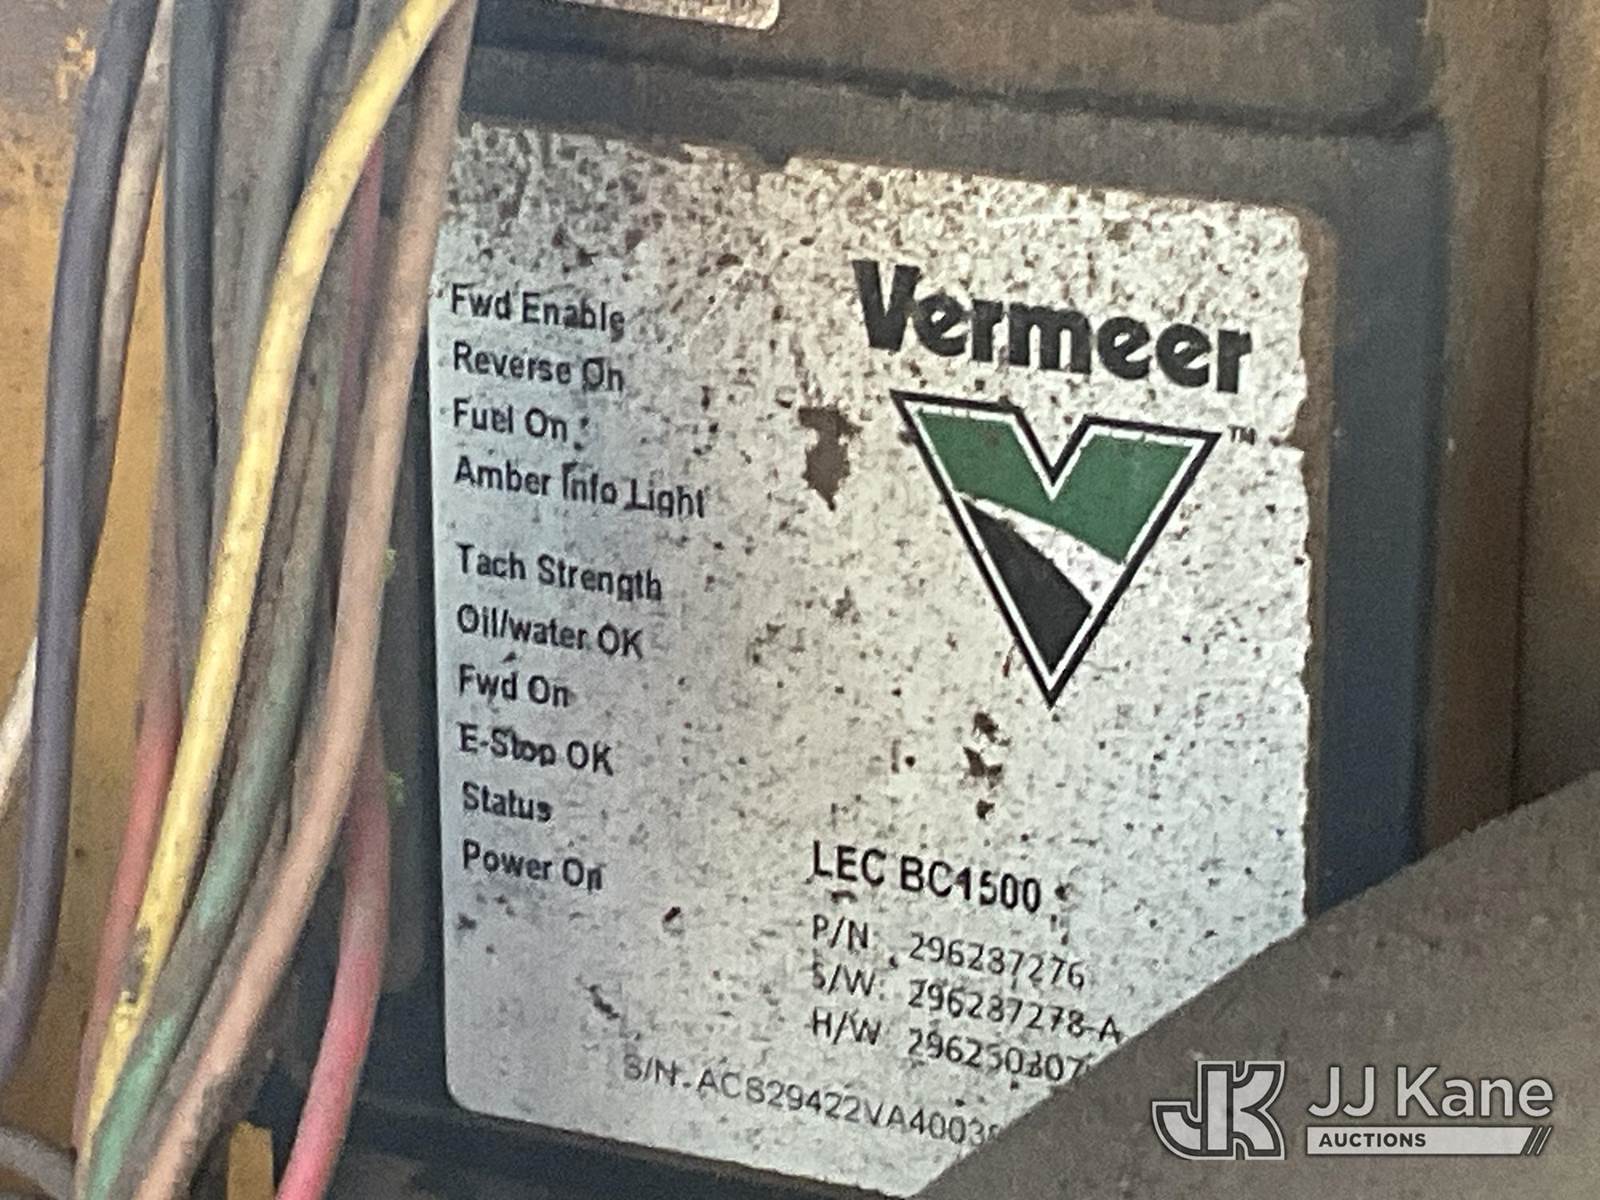 Fwd Enable
Reverse On
Fuel On
Amber Info Light
Tach Strength
Oil/water OK
Fwd On
E-Stop OK
Status
Power On
Vermeer
TM
LEC BC1500
P/N: 296287276
S/W: 296287278-A
H/W
JJ Kane
AUCTIONS